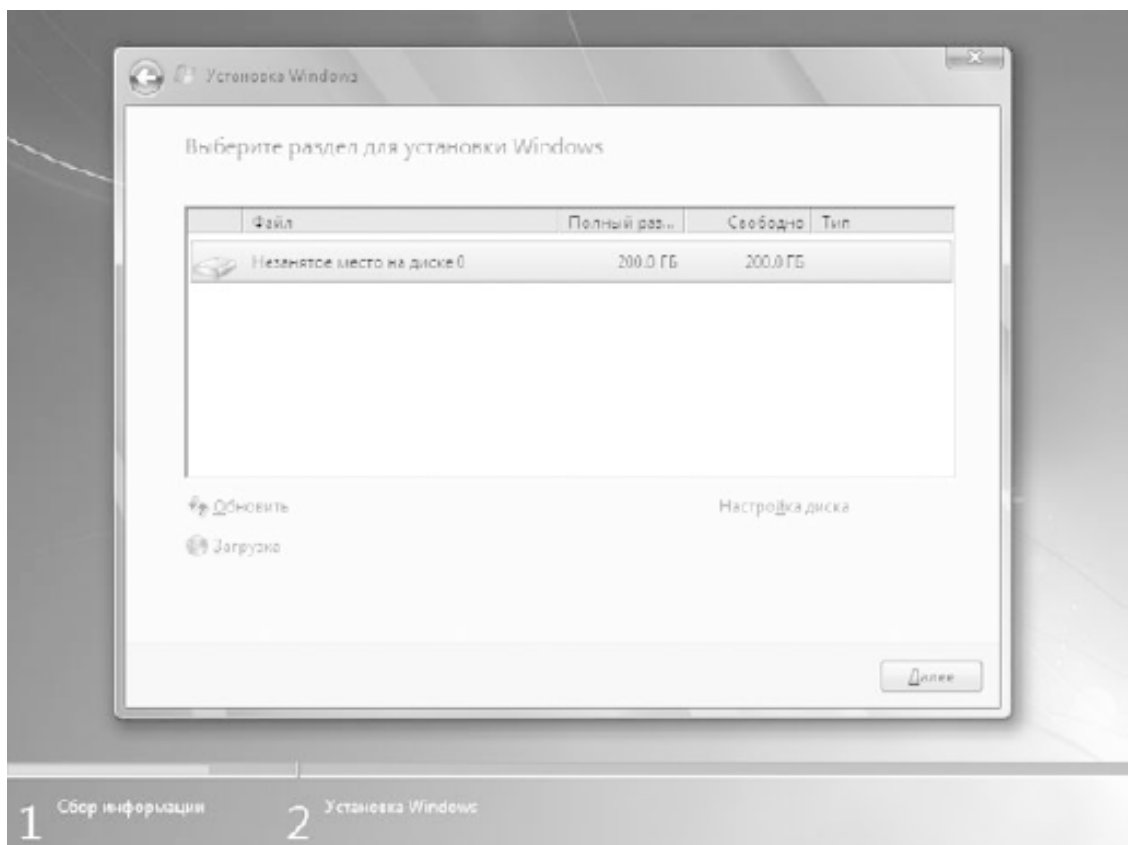 Установка Windows
Выберите раздел для установки Windows
Файл Полный раз... Свободно Тип
Незанятое место на диске 0 200.0 ГБ 200.0 ГБ
Обновить Настройка диска
Загрузка
Далее
1 Сбор информации 2 Установка Windows